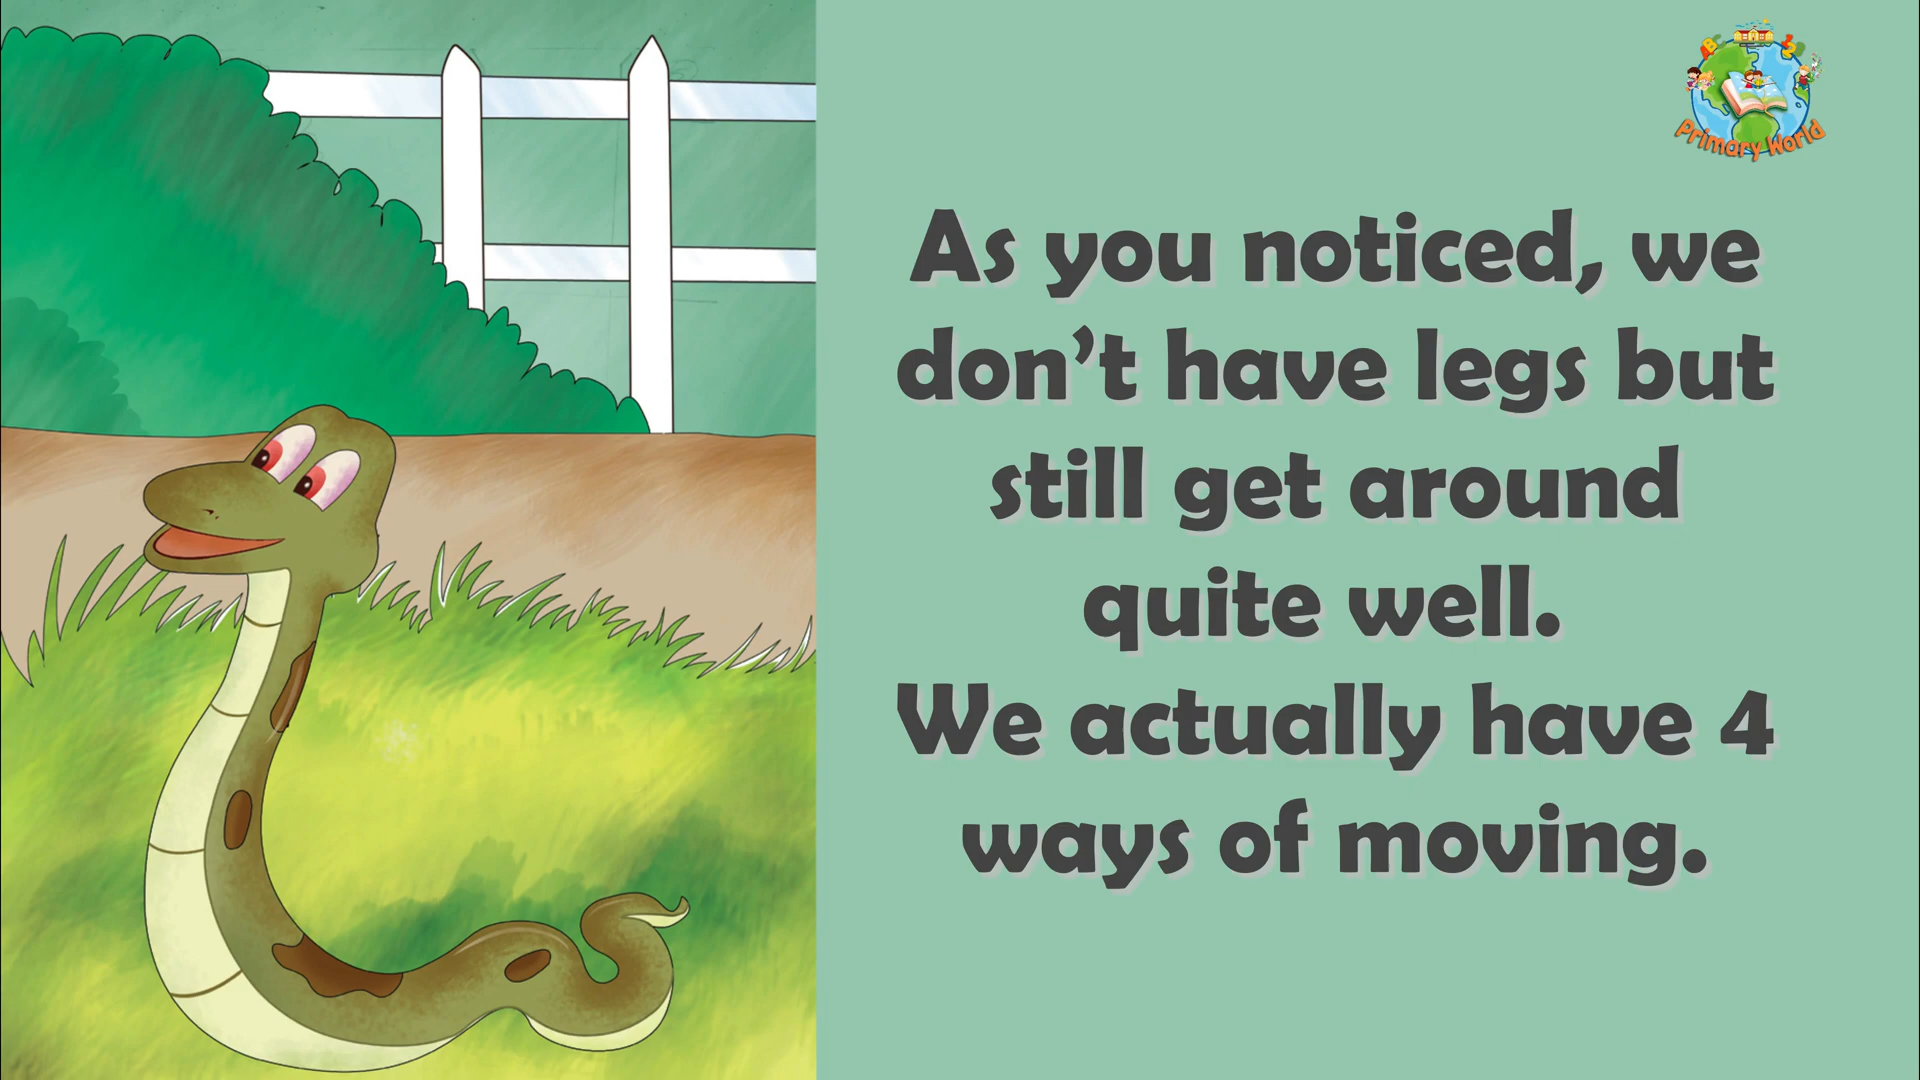 Primary World
As you noticed, we
don’t have legs but
still get around
quite well.
We actually have 4
ways of moving.